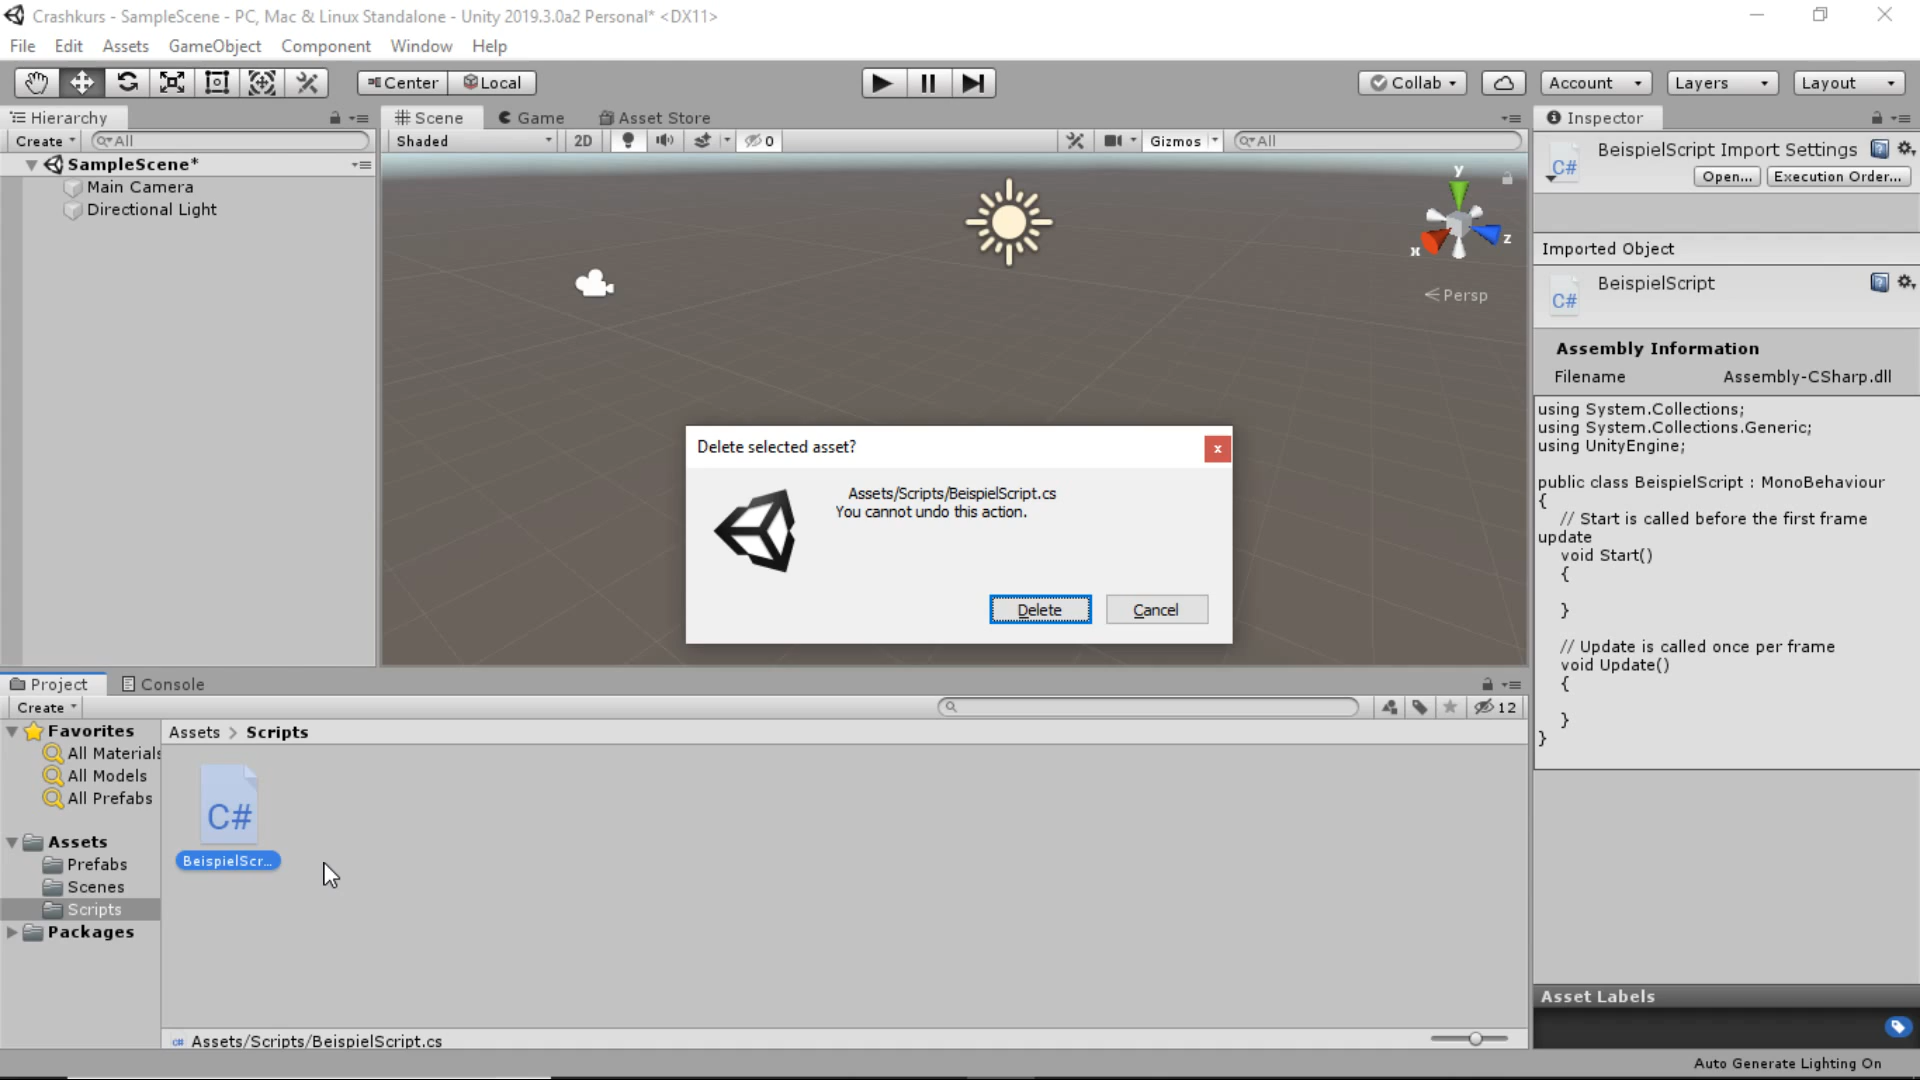 Crashkurs - SampleScene - PC, Mac & Linux Standalone - Unity 2019.3.0a2 Personal* <DX11>
File Edit Assets GameObject Component Window Help
Center Local Collab Account Layers Layout
Hierarchy
Create All
SampleScene*
Main Camera
Directional Light
Scene Game Asset Store
Shaded 2D 0 Gizmos All
y
x
z
Persp
Inspector
BeispielScript Import Settings
C#
Open... Execution Order...
Imported Object
BeispielScript
C#
Assembly Information
Filename Assembly-CSharp.dll
using System.Collections;
using System.Collections.Generic;
using UnityEngine;
public class BeispielScript : MonoBehaviour
{
// Start is called before the first frame
update
void Start()
{
}
// Update is called once per frame
void Update()
{
}
}
Delete selected asset?
x
Assets/Scripts/BeispielScript.cs
You cannot undo this action.
Delete Cancel
Project Console
Create 12
Favorites
All Materials
All Models
All Prefabs
Assets
Prefabs
Scenes
Scripts
Packages
Assets > Scripts
C#
BeispielScr...
C# Assets/Scripts/BeispielScript.cs
Asset Labels
Auto Generate Lighting On